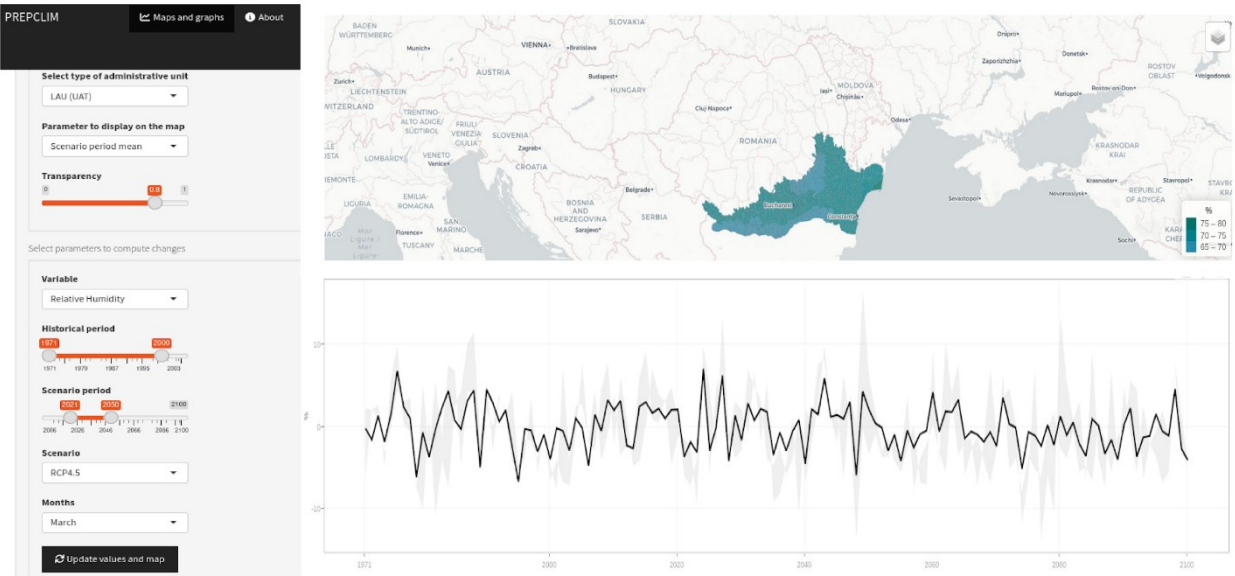 PREPCLIM
Maps and graphs
About
Select type of administrative unit
LAU (UAT)
Parameter to display on the map
Scenario period mean
Transparency
0
0.8
1
Select parameters to compute changes
Variable
Relative Humidity
Historical period
1971
2000
1971 1979 1987 1995 2003
Scenario period
2021
2050
2100
2006 2026 2046 2066 2086 2100
Scenario
RCP4.5
Months
March
Update values and map
BADEN
WÜRTTEMBERG
SLOVAKIA
Munich
VIENNA
Bratislava
Dnipro
Zaporizhzhia
Donetsk
ROSTOV
OBLAST
Volgodonsk
Zürich
LIECHTENSTEIN
AUSTRIA
Budapest
HUNGARY
MOLDOVA
Iași
Chișinău
Mariupol
Rostov-on-Don
Cluj-Napoca
TRENTINO-
ALTO ADIGE/
SÜDTIROL
FRIULI
VENEZIA
GIULIA
SLOVENIA
Zagreb
ROMANIA
Odesa
LOMBARDY
VENETO
Venice
CROATIA
KRASNODAR
KRAI
Belgrade
Bucharest
Constanța
Krasnodar
Stavropol
LIGURIA
EMILIA-
ROMAGNA
BOSNIA
AND
HERZEGOVINA
SERBIA
Sevastopol
Novorossiysk
REPUBLIC
OF ADYGEA
SAN
MARINO
Florence
Sarajevo
TUSCANY
MARCHE
Mar
Ligure /
Mer
Ligure
Sochi
%
75 – 80
70 – 75
65 – 70
10
0
-10
%
1971 2000 2020 2040 2060 2080 2100